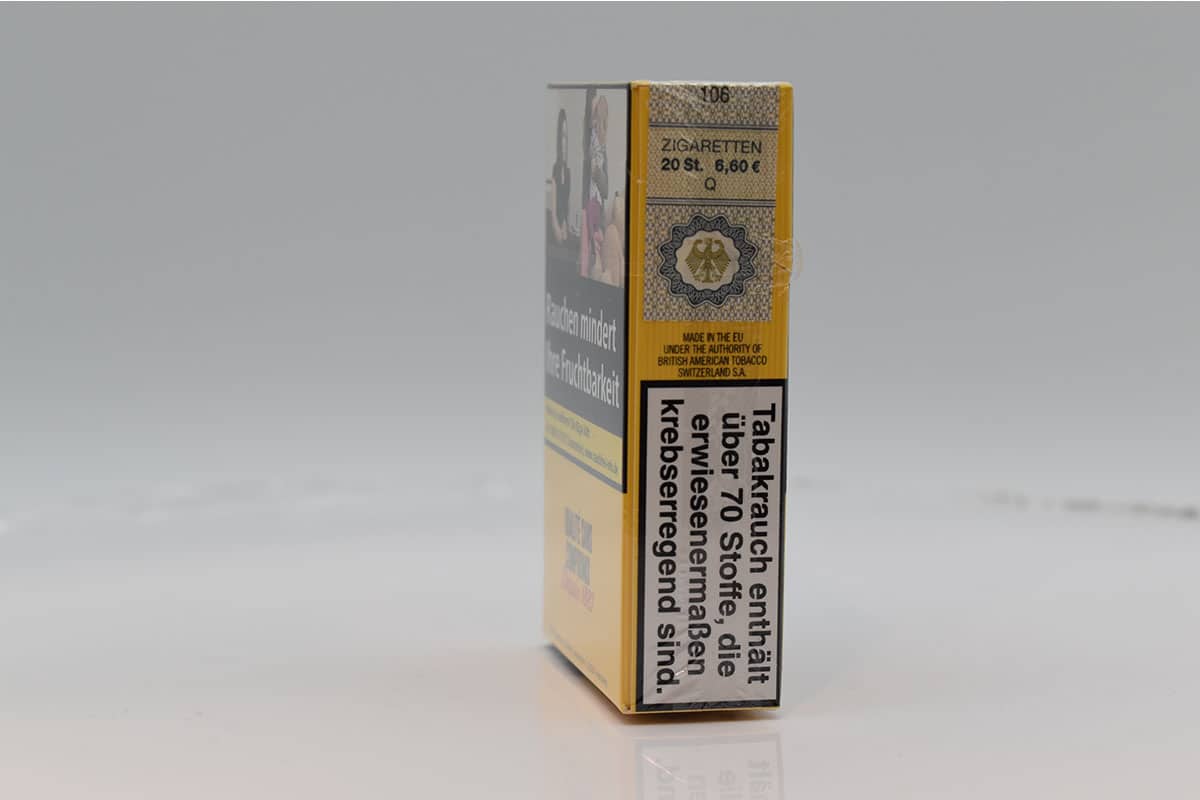 106
ZIGARETTEN
20 St. 6,60 €
Q
MADE IN THE EU
UNDER THE AUTHORITY OF
BRITISH AMERICAN TOBACCO
SWITZERLAND S.A.
Tabakrauch enthält
über 70 Stoffe, die
erwiesenermaßen
krebserregend sind.
Rauchen mindert
Ihre Fruchtbarkeit